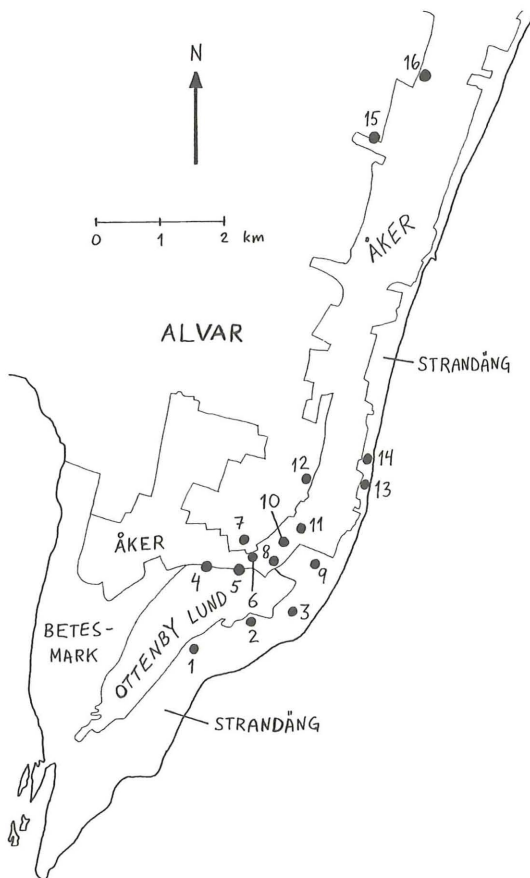 N
16
15
0 1 2 km
ÅKER
ALVAR
STRANDÄNG
14
12
13
10
11
7
ÅKER
8
9
4
5
6
BETES-
MARK
OTTENBY LUND
3
2
1
STRANDÄNG